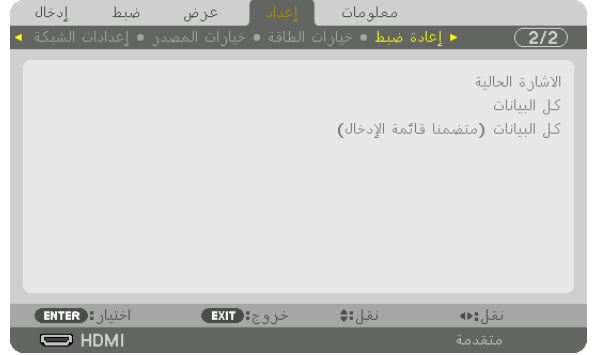 إدخال ضبط عرض إعداد معلومات
◄ إعدادات الشبكة • خيارات المصدر • خيارات الطاقة • إعادة ضبط ► 2/2
الاشارة الحالية
كل البيانات
كل البيانات (متضمنا قائمة الإدخال)
ENTER :اختيار EXIT :خروج نقل: نقل:
HDMI متقدمة